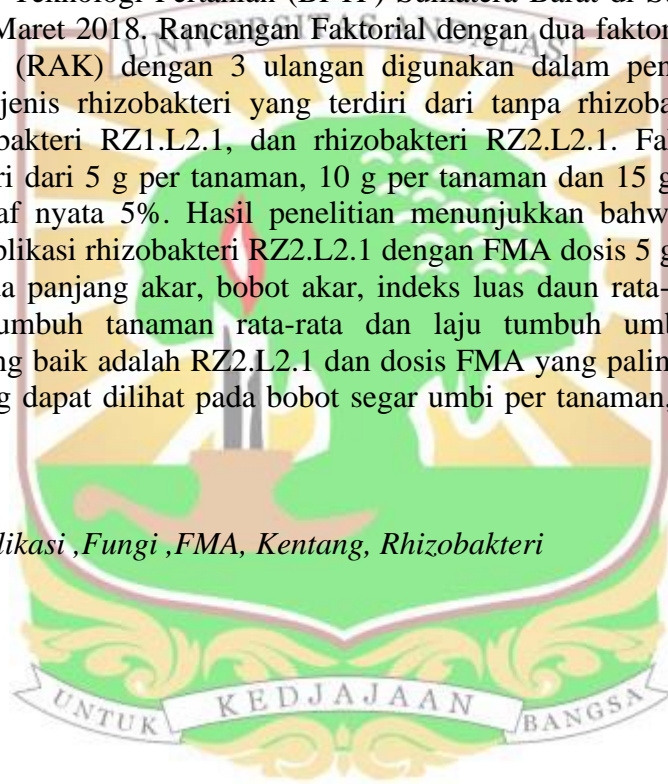 Teknologi Pertanian (BPTP) Sumatera Barat di S
Maret 2018. Rancangan Faktorial dengan dua faktor
UNIVERSITAS ANDALAS
(RAK) dengan 3 ulangan digunakan dalam pen
jenis rhizobakteri yang terdiri dari tanpa rhizoba
bakteri RZ1.L2.1, dan rhizobakteri RZ2.L2.1. Fa
ri dari 5 g per tanaman, 10 g per tanaman dan 15 g
af nyata 5%. Hasil penelitian menunjukkan bahw
plikasi rhizobakteri RZ2.L2.1 dengan FMA dosis 5 g
a panjang akar, bobot akar, indeks luas daun rata-
umbuh tanaman rata-rata dan laju tumbuh umb
ng baik adalah RZ2.L2.1 dan dosis FMA yang palin
g dapat dilihat pada bobot segar umbi per tanaman,
likasi ,Fungi ,FMA, Kentang, Rhizobakteri
UNTUK KEDJAJAAN BANGSA